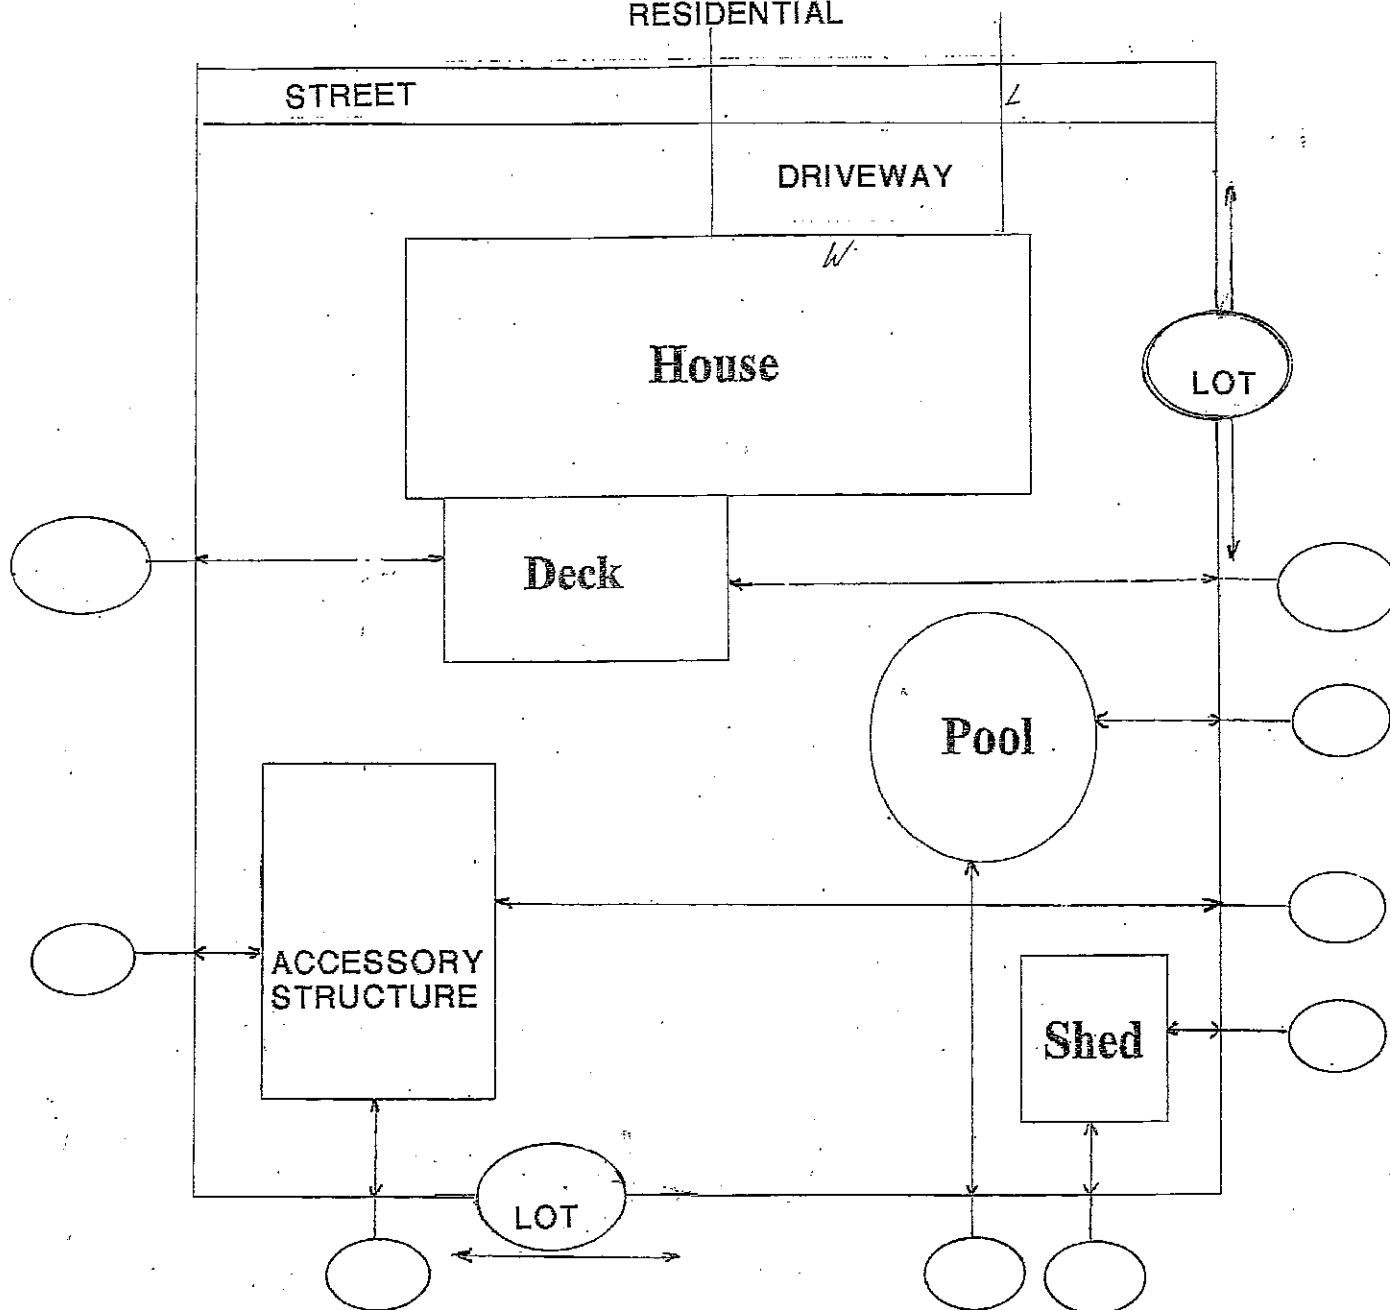 RESIDENTIAL
STREET
L
DRIVEWAY
W
House
LOT
Deck
Pool
ACCESSORY
STRUCTURE
Shed
LOT